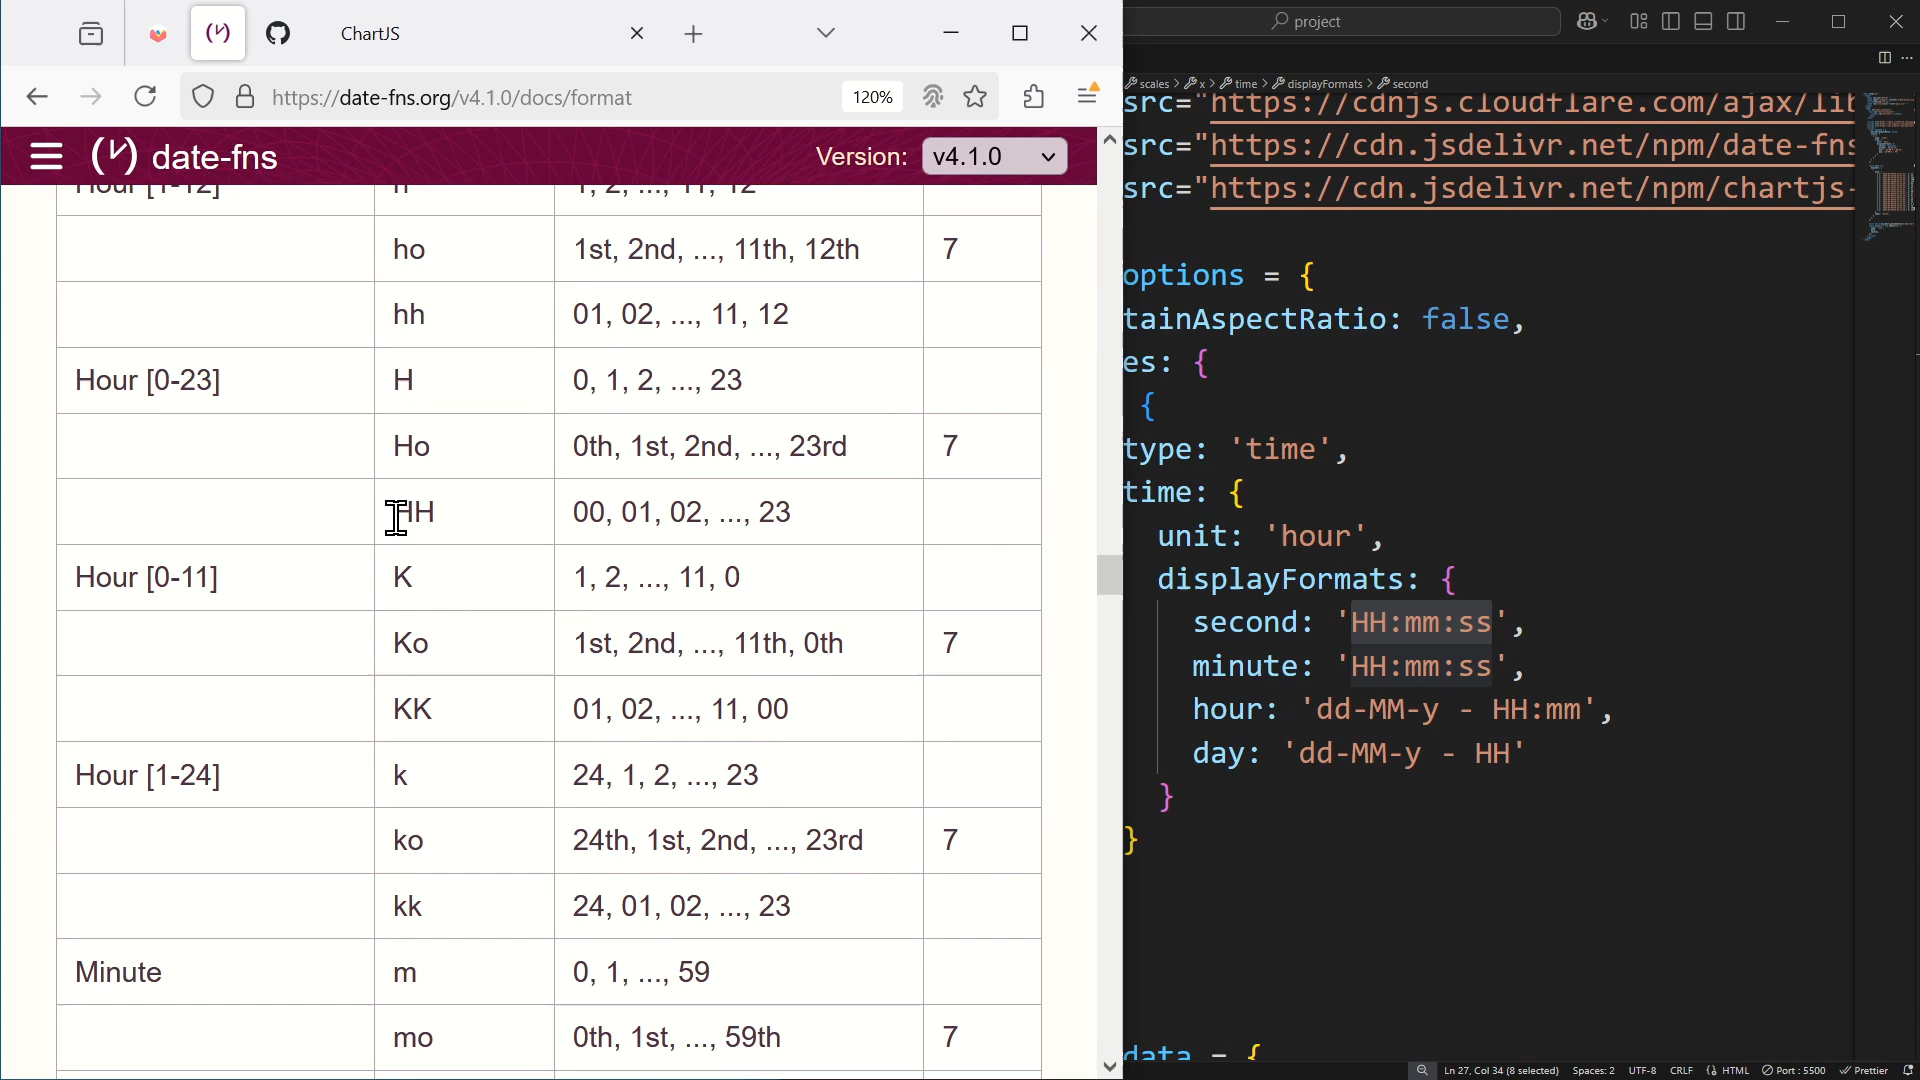 ChartJS
project
https://date-fns.org/v4.1.0/docs/format
120%
date-fns
Version:
v4.1.0
Hour [1-12] h 1, 2, ..., 11, 12
ho 1st, 2nd, ..., 11th, 12th 7
hh 01, 02, ..., 11, 12
Hour [0-23] H 0, 1, 2, ..., 23
Ho 0th, 1st, 2nd, ..., 23rd 7
HH 00, 01, 02, ..., 23
Hour [0-11] K 1, 2, ..., 11, 0
Ko 1st, 2nd, ..., 11th, 0th 7
KK 01, 02, ..., 11, 00
Hour [1-24] k 24, 1, 2, ..., 23
ko 24th, 1st, 2nd, ..., 23rd 7
kk 24, 01, 02, ..., 23
Minute m 0, 1, ..., 59
mo 0th, 1st, ..., 59th 7
scales > x > time > displayFormats > second
src="https://cdnjs.cloudflare.com/ajax/lib
src="https://cdn.jsdelivr.net/npm/date-fns
src="https://cdn.jsdelivr.net/npm/chartjs-
options = {
tainAspectRatio: false,
es: {
{
type: 'time',
time: {
unit: 'hour',
displayFormats: {
second: 'HH:mm:ss',
minute: 'HH:mm:ss',
hour: 'dd-MM-y - HH:mm',
day: 'dd-MM-y - HH'
}
}
data = {
Ln 27, Col 34 (8 selected) Spaces: 2 UTF-8 CRLF HTML Port : 5500 Prettier